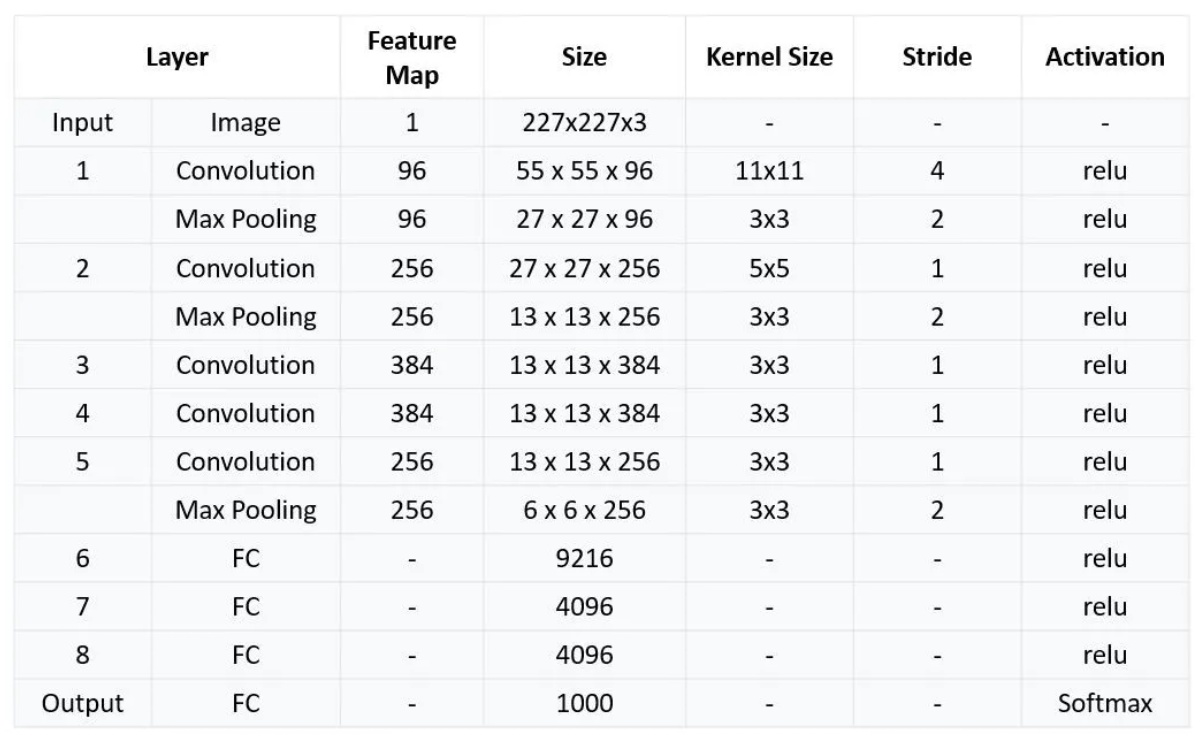 Layer Feature Map Size Kernel Size Stride Activation
Input Image 1 227x227x3 - - -
1 Convolution 96 55 x 55 x 96 11x11 4 relu
Max Pooling 96 27 x 27 x 96 3x3 2 relu
2 Convolution 256 27 x 27 x 256 5x5 1 relu
Max Pooling 256 13 x 13 x 256 3x3 2 relu
3 Convolution 384 13 x 13 x 384 3x3 1 relu
4 Convolution 384 13 x 13 x 384 3x3 1 relu
5 Convolution 256 13 x 13 x 256 3x3 1 relu
Max Pooling 256 6 x 6 x 256 3x3 2 relu
6 FC - 9216 - - relu
7 FC - 4096 - - relu
8 FC - 4096 - - relu
Output FC - 1000 - - Softmax